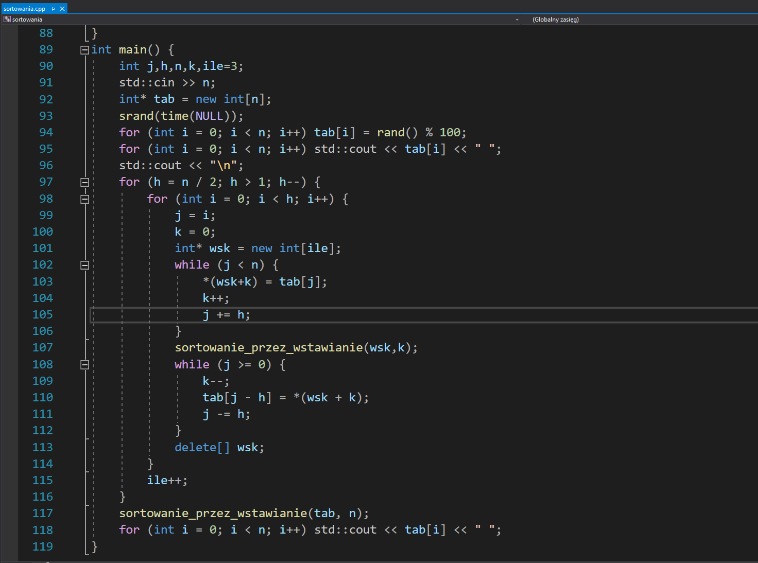 sortowania.cpp
sortowania (Globalny zasięg)
88 }
89 int main() {
90 int j,h,n,k,ile=3;
91 std::cin >> n;
92 int* tab = new int[n];
93 srand(time(NULL));
94 for (int i = 0; i < n; i++) tab[i] = rand() % 100;
95 for (int i = 0; i < n; i++) std::cout << tab[i] << " ";
96 std::cout << "\n";
97 for (h = n / 2; h > 1; h--) {
98 for (int i = 0; i < h; i++) {
99 j = i;
100 k = 0;
101 int* wsk = new int[ile];
102 while (j < n) {
103 *(wsk+k) = tab[j];
104 k++;
105 j += h;
106 }
107 sortowanie_przez_wstawianie(wsk,k);
108 while (j >= 0) {
109 k--;
110 tab[j - h] = *(wsk + k);
111 j -= h;
112 }
113 delete[] wsk;
114 }
115 ile++;
116 }
117 sortowanie_przez_wstawianie(tab, n);
118 for (int i = 0; i < n; i++) std::cout << tab[i] << " ";
119 }